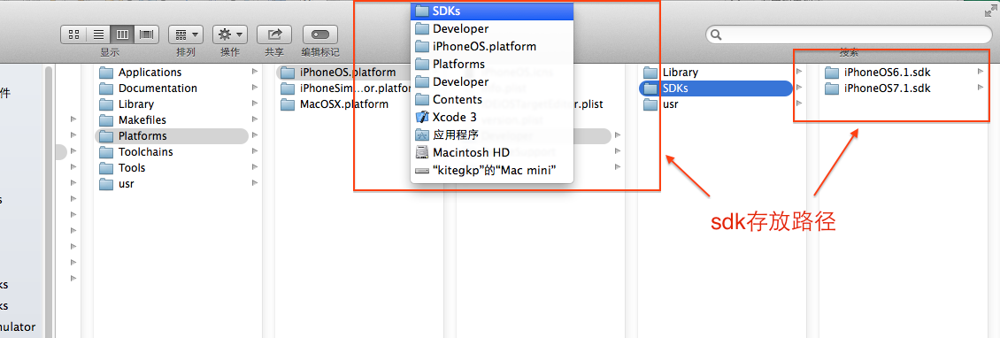 SDKs
Developer
iPhoneOS.platform
Platforms
Developer
Contents
Xcode 3
应用程序
Macintosh HD
“kitegkp”的“Mac mini”
显示
排列
操作
共享
编辑标记
搜索
件
s
ks
ks
nulator
Applications
Documentation
Library
Makefiles
Platforms
Toolchains
Tools
usr
iPhoneOS.platform
iPhoneSim...or.platfor
MacOSX.platform
.plist
Library
SDKs
usr
iPhoneOS6.1.sdk
iPhoneOS7.1.sdk
sdk存放路径